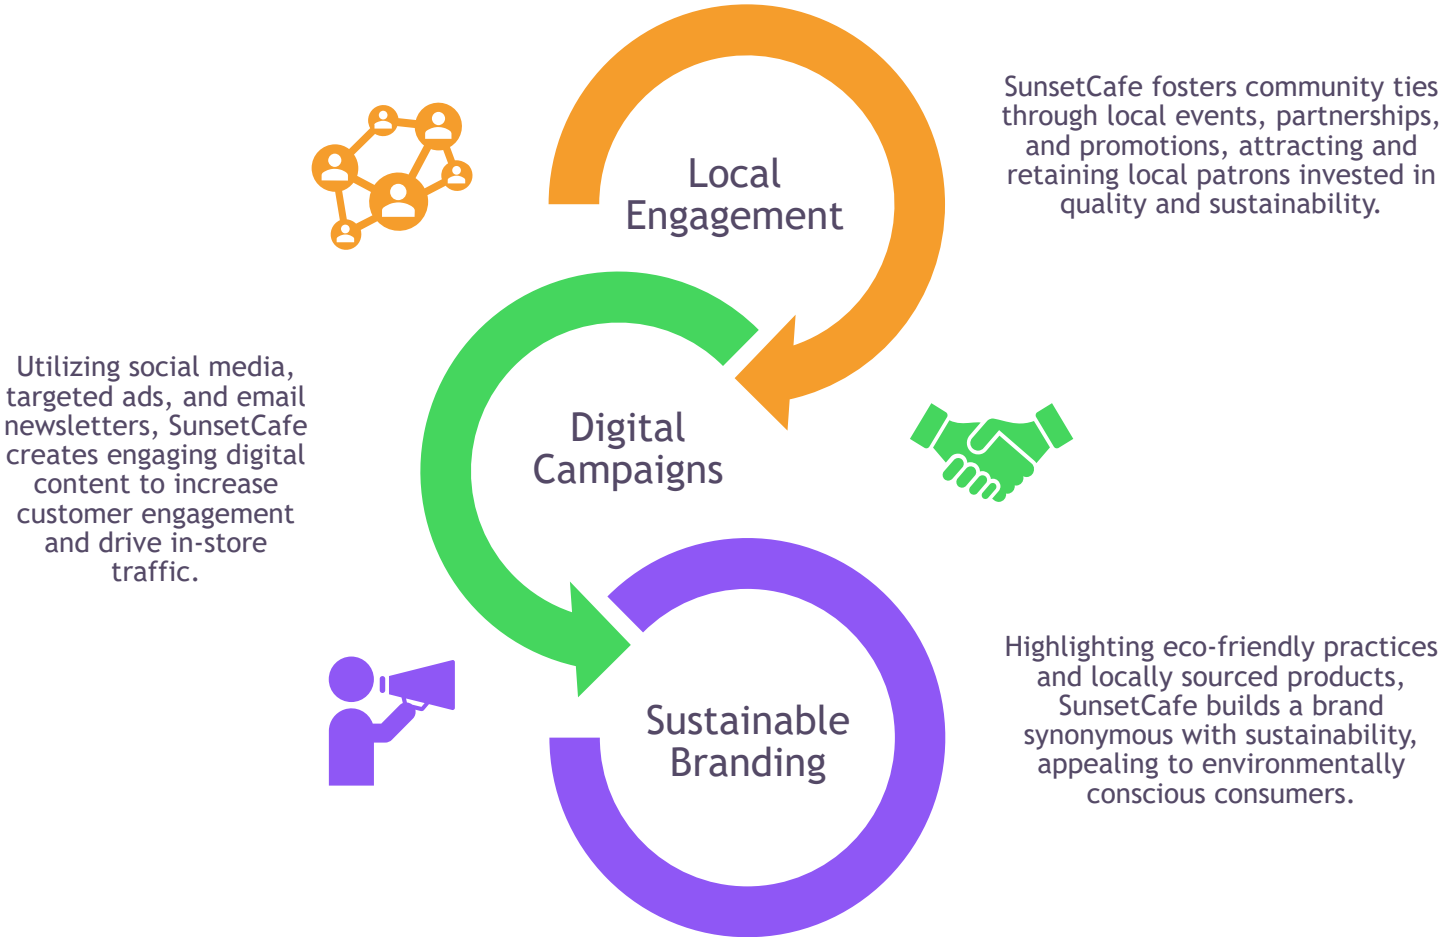 Local
Engagement
SunsetCafe fosters community ties
through local events, partnerships,
and promotions, attracting and
retaining local patrons invested in
quality and sustainability.
Digital
Campaigns
Utilizing social media,
targeted ads, and email
newsletters, SunsetCafe
creates engaging digital
content to increase
customer engagement
and drive in-store
traffic.
Sustainable
Branding
Highlighting eco-friendly practices
and locally sourced products,
SunsetCafe builds a brand
synonymous with sustainability,
appealing to environmentally
conscious consumers.